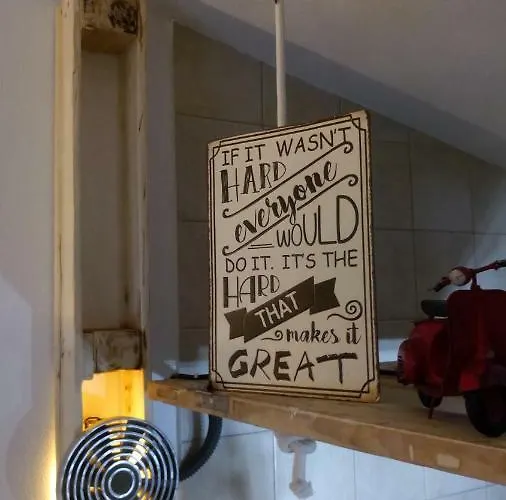 IF IT WASN'T
HARD
everyone
WOULD
DO IT. IT'S THE
HARD
THAT
makes it
GREAT